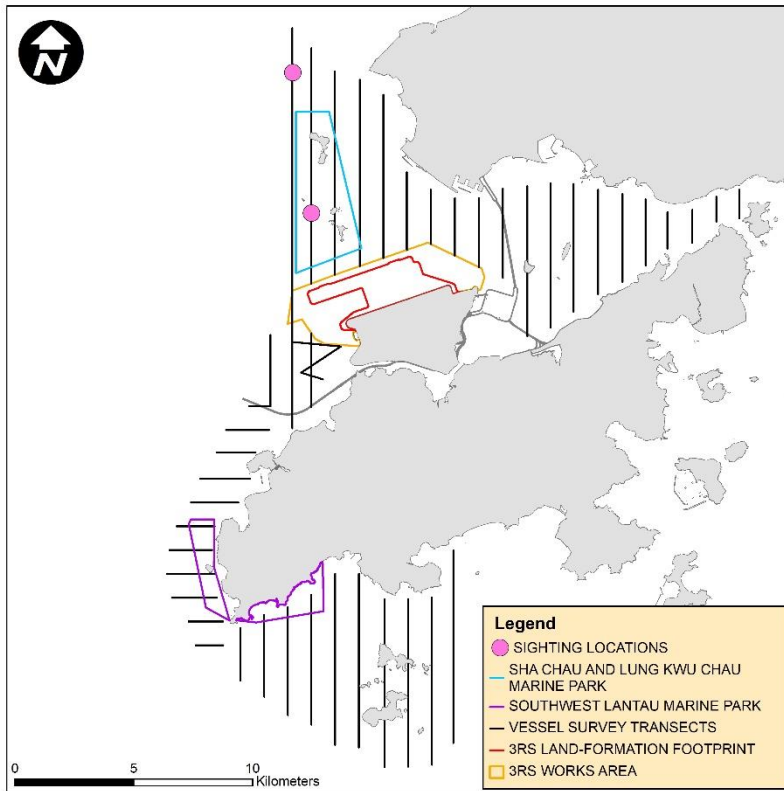 N
Legend
SIGHTING LOCATIONS
SHA CHAU AND LUNG KWU CHAU
MARINE PARK
SOUTHWEST LANTAU MARINE PARK
VESSEL SURVEY TRANSECTS
3RS LAND-FORMATION FOOTPRINT
3RS WORKS AREA
0 5 10
Kilometers